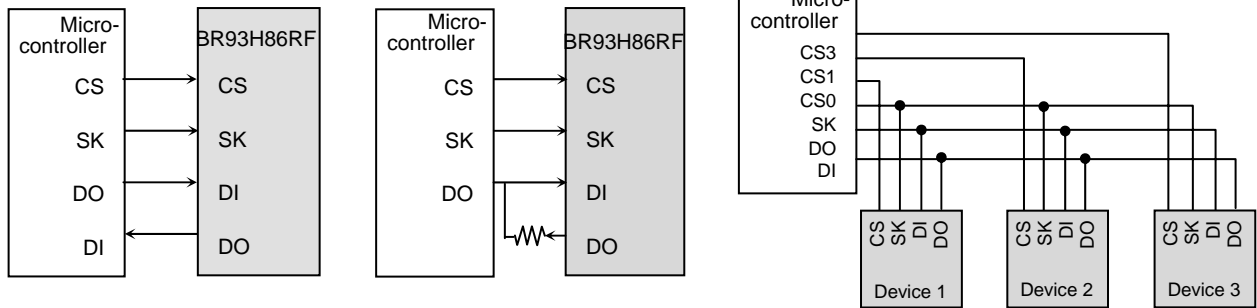 Micro-
controller
CS
SK
DO
DI
BR93H86RF
CS
SK
DI
DO
Micro-
controller
CS
SK
DO
BR93H86RF
CS
SK
DI
DO
Micro-
controller
CS3
CS1
CS0
SK
DO
DI
CS
SK
DI
DO
Device 1
CS
SK
DI
DO
Device 2
CS
SK
DI
DO
Device 3